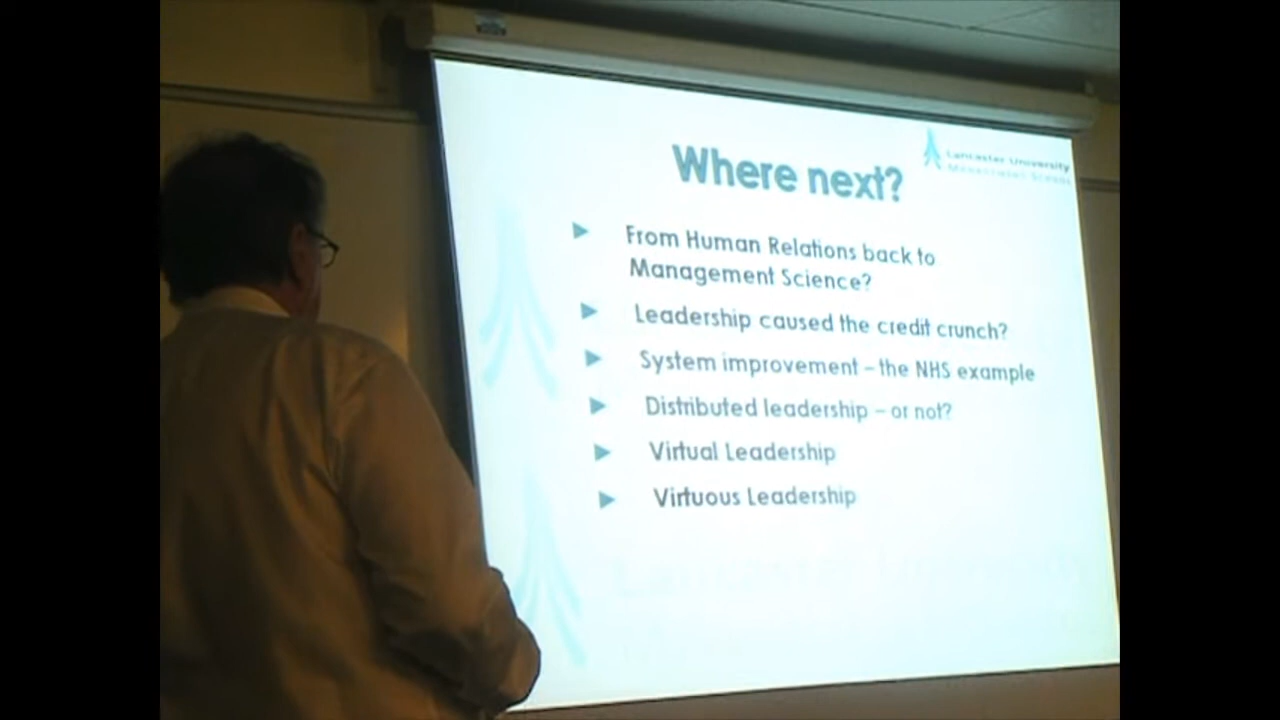 Where next?
Lancaster University
Management School
► From Human Relations back to
Management Science?
► Leadership caused the credit crunch?
► System improvement – the NHS example
► Distributed leadership – or not?
► Virtual Leadership
► Virtuous Leadership